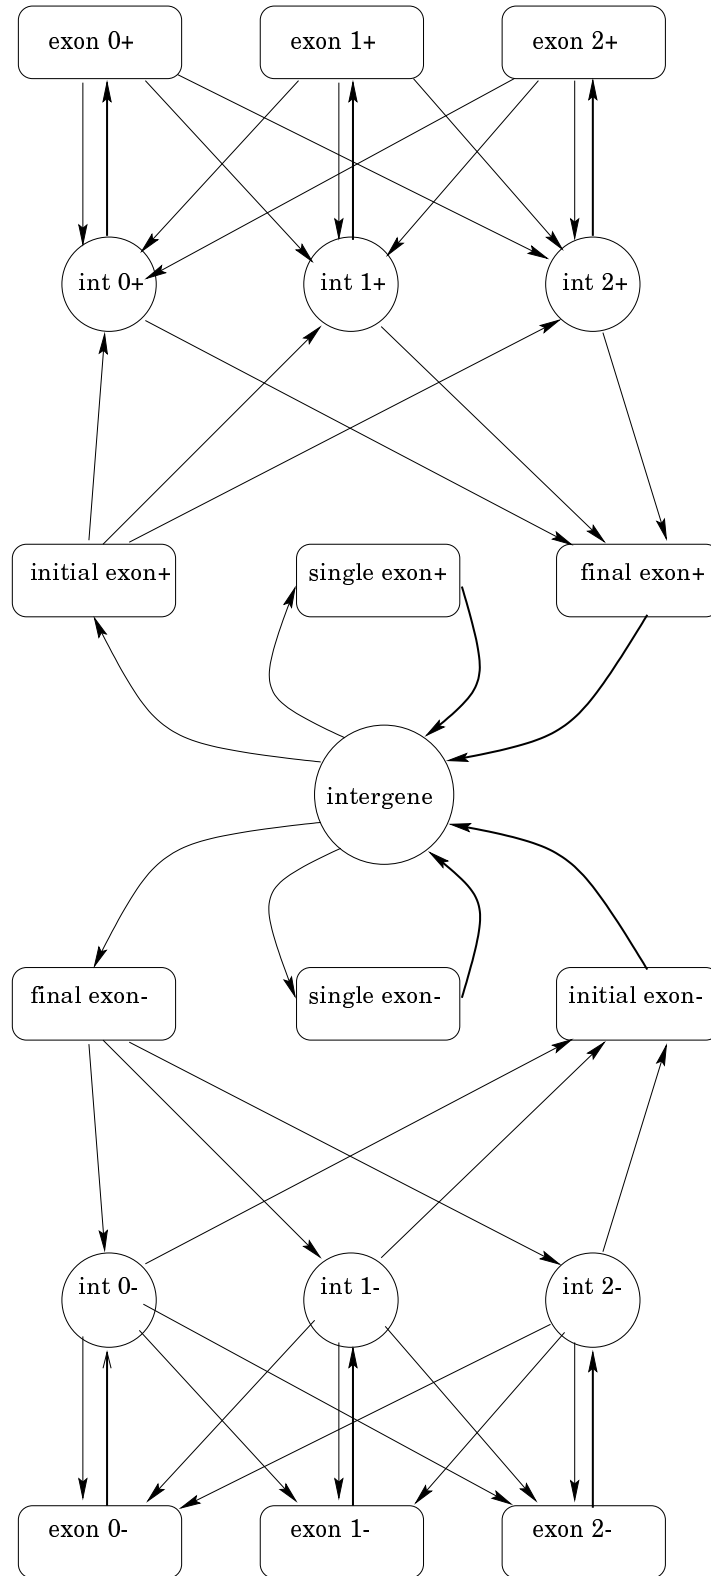 exon 0+ exon 1+ exon 2+
int 0+ int 1+ int 2+
initial exon+ single exon+ final exon+
intergene
final exon- single exon- initial exon-
int 0- int 1- int 2-
exon 0- exon 1- exon 2-